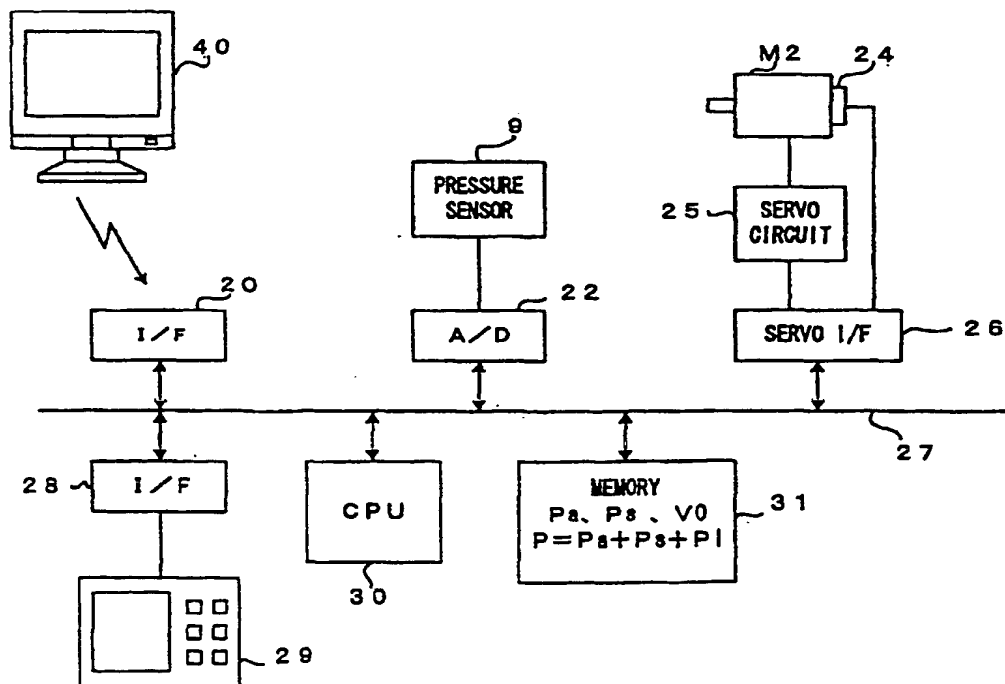 40
M2
24
9
PRESSURE
SENSOR
25
SERVO
CIRCUIT
20
22
I/F
A/D
SERVO I/F
26
27
28
I/F
CPU
MEMORY
Pa、Ps、V0
P=Pa+Ps+Pl
31
30
29